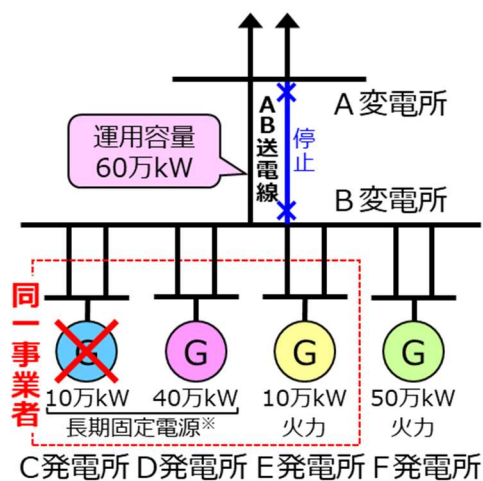 A変電所
運用容量
60万kW
AB送電線
停止
B変電所
同一事業者
G
G
G
G
10万kW
40万kW
10万kW
50万kW
長期固定電源※
火力
火力
C発電所
D発電所
E発電所
F発電所